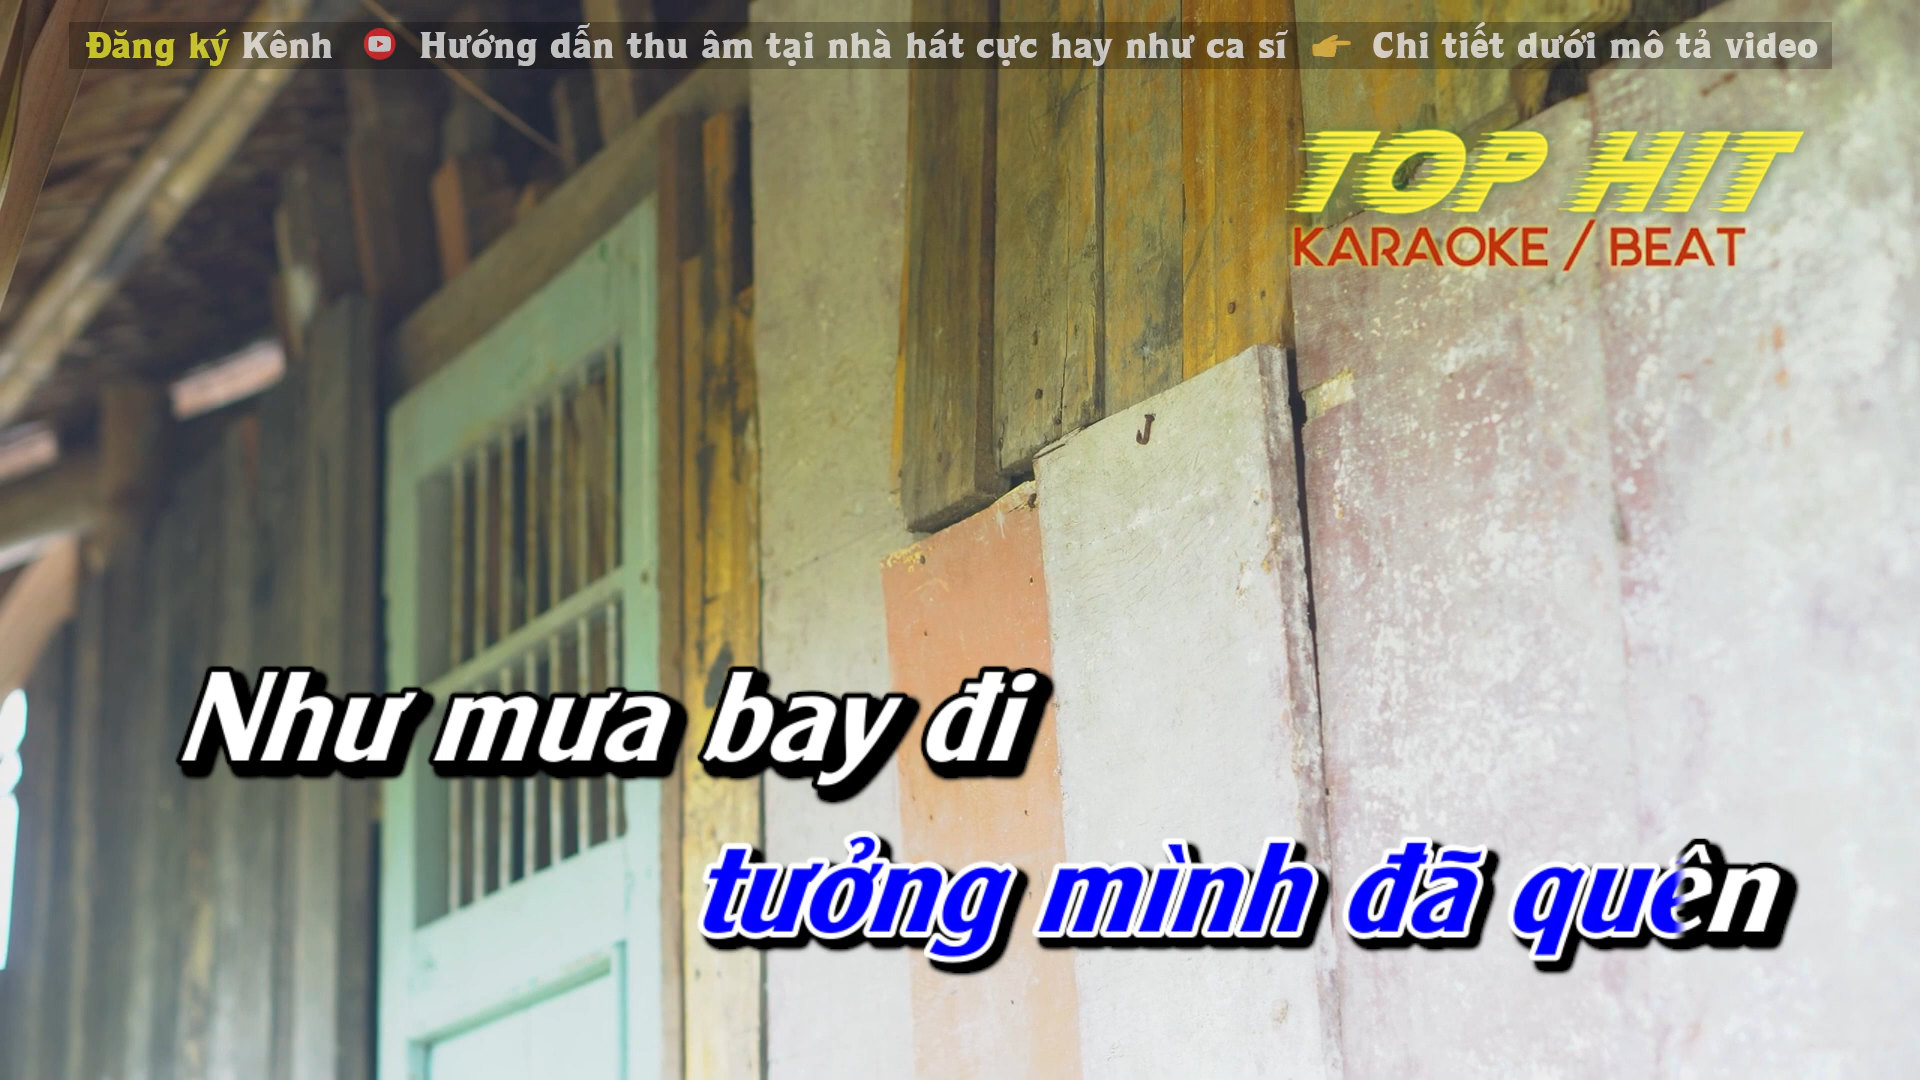 Đăng ký Kênh Hướng dẫn thu âm tại nhà hát cực hay như ca sĩ 👉 Chi tiết dưới mô tả video
TOP HIT
KARAOKE / BEAT
Như mưa bay đi
tưởng mình đã quên